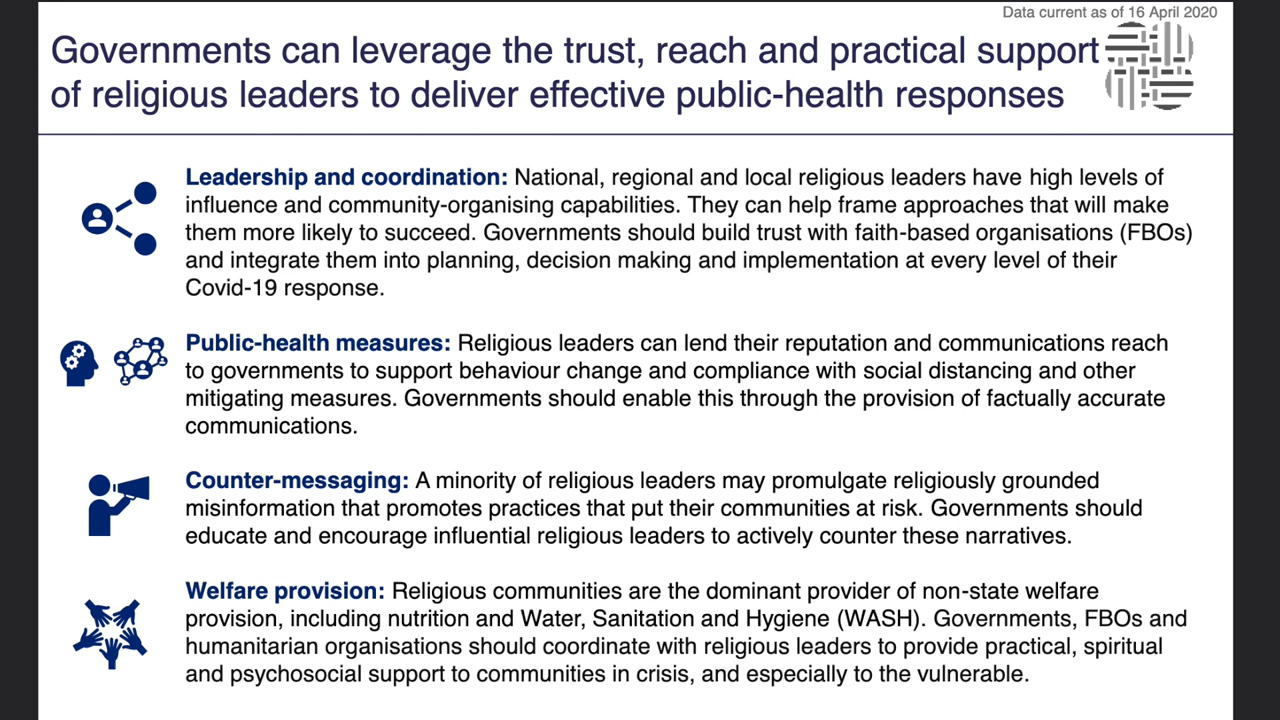 Data current as of 16 April 2020
Governments can leverage the trust, reach and practical support
of religious leaders to deliver effective public-health responses
Leadership and coordination: National, regional and local religious leaders have high levels of
influence and community-organising capabilities. They can help frame approaches that will make
them more likely to succeed. Governments should build trust with faith-based organisations (FBOs)
and integrate them into planning, decision making and implementation at every level of their
Covid-19 response.
Public-health measures: Religious leaders can lend their reputation and communications reach
to governments to support behaviour change and compliance with social distancing and other
mitigating measures. Governments should enable this through the provision of factually accurate
communications.
Counter-messaging: A minority of religious leaders may promulgate religiously grounded
misinformation that promotes practices that put their communities at risk. Governments should
educate and encourage influential religious leaders to actively counter these narratives.
Welfare provision: Religious communities are the dominant provider of non-state welfare
provision, including nutrition and Water, Sanitation and Hygiene (WASH). Governments, FBOs and
humanitarian organisations should coordinate with religious leaders to provide practical, spiritual
and psychosocial support to communities in crisis, and especially to the vulnerable.